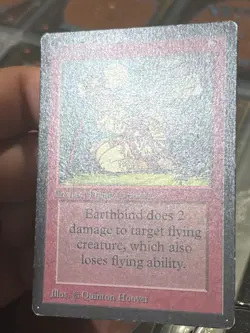 Earthbind does 2
damage to target flying
creature, which also
loses flying ability.
Illus. © Quinton Hoover